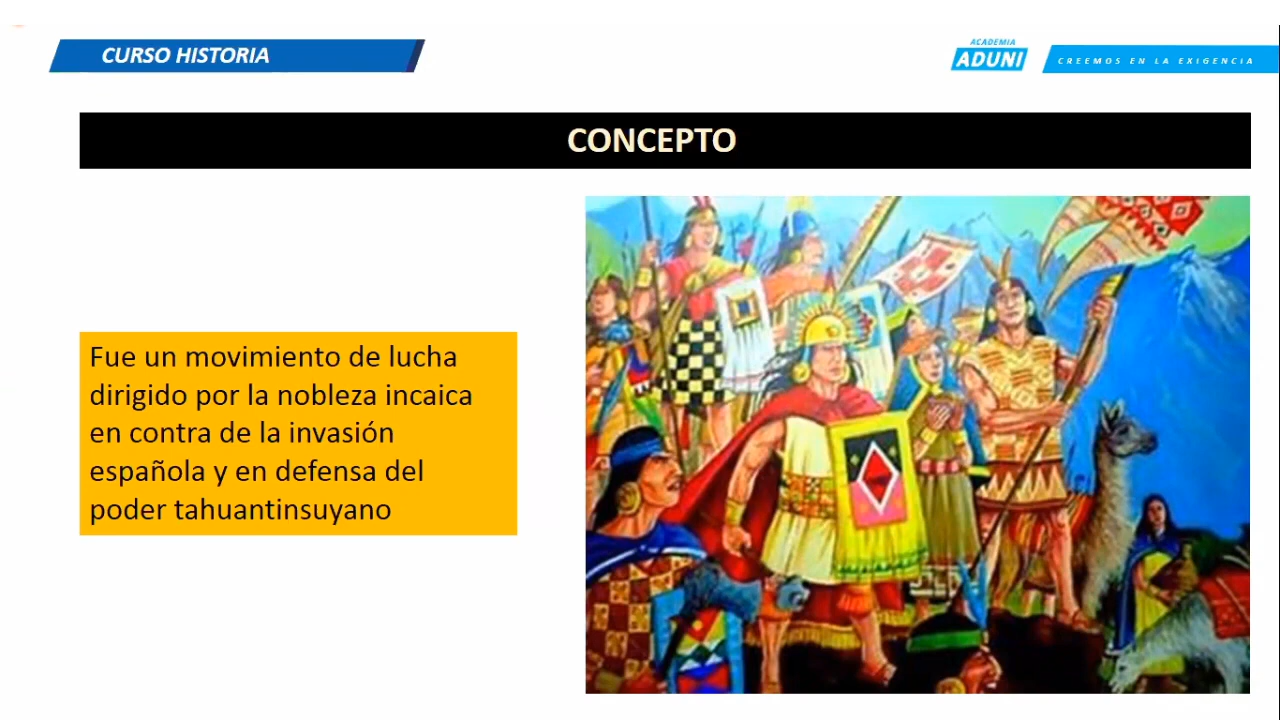 CURSO HISTORIA
ACADEMIA
ADUNI
CREEMOS EN LA EXIGENCIA
CONCEPTO
Fue un movimiento de lucha
dirigido por la nobleza incaica
en contra de la invasión
española y en defensa del
poder tahuantinsuyano